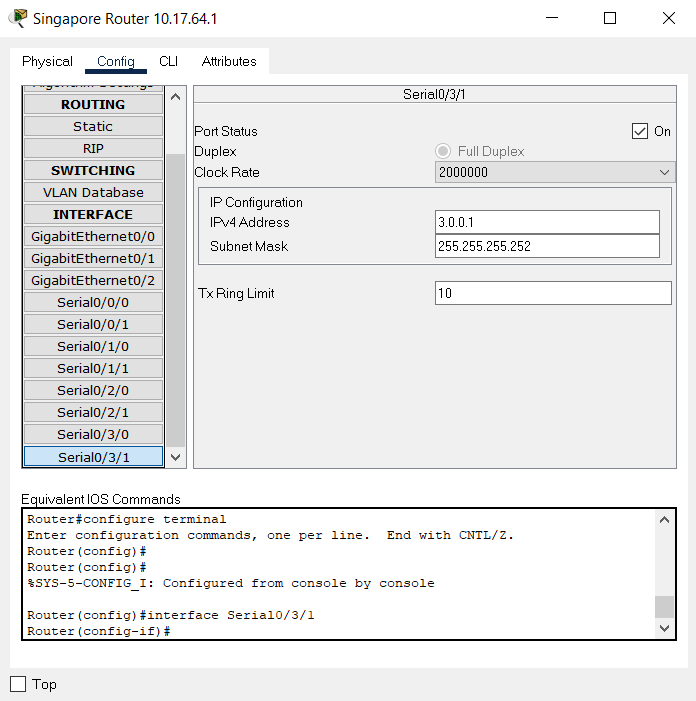 Singapore Router 10.17.64.1
Physical Config CLI Attributes
Algorithm Settings
ROUTING
Static
RIP
SWITCHING
VLAN Database
INTERFACE
GigabitEthernet0/0
GigabitEthernet0/1
GigabitEthernet0/2
Serial0/0/0
Serial0/0/1
Serial0/1/0
Serial0/1/1
Serial0/2/0
Serial0/2/1
Serial0/3/0
Serial0/3/1
Serial0/3/1
Port Status On
Duplex Full Duplex
Clock Rate 2000000
IP Configuration
IPv4 Address 3.0.0.1
Subnet Mask 255.255.255.252
Tx Ring Limit 10
Equivalent IOS Commands
Router#configure terminal
Enter configuration commands, one per line. End with CNTL/Z.
Router(config)#
Router(config)#
%SYS-5-CONFIG_I: Configured from console by console
Router(config)#interface Serial0/3/1
Router(config-if)#
Top